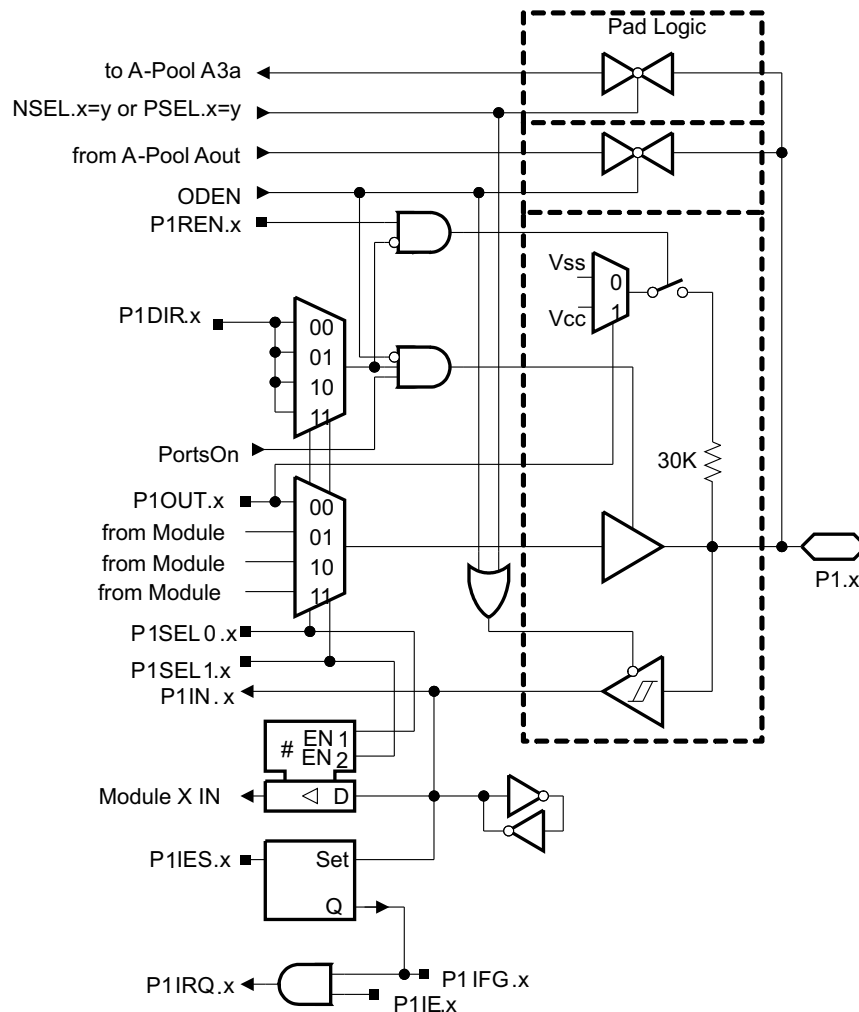 Pad Logic
to A-Pool A3a
NSEL.x=y or PSEL.x=y
from A-Pool Aout
ODEN
P1REN.x
Vss
0
Vcc
1
P1DIR.x
00
01
10
11
PortsOn
30K
P1OUT.x
00
from Module
01
from Module
10
from Module
11
P1.x
P1SEL0.x
P1SEL1.x
P1IN.x
# EN 1
EN 2
Module X IN
D
P1IES.x
Set
Q
P1IRQ.x
P1IFG.x
P1IE.x